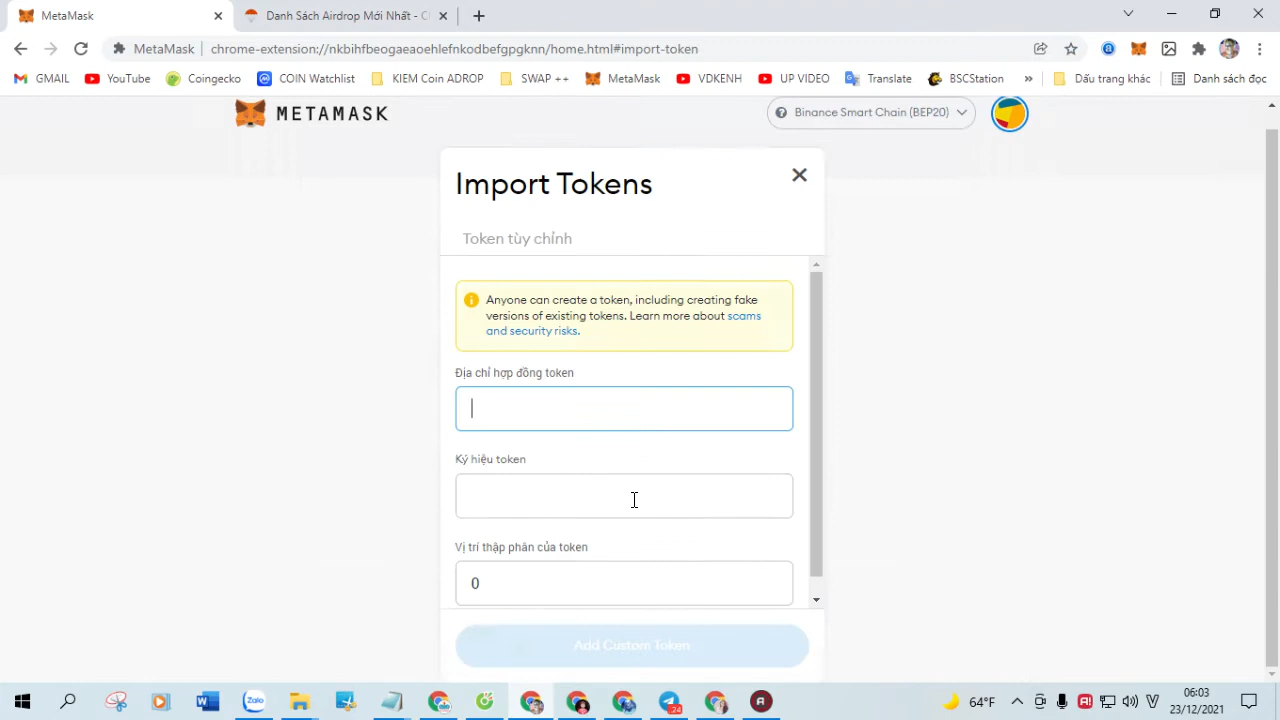 MetaMask
Danh Sách Airdrop Mới Nhất - C
MetaMask
chrome-extension://nkbihfbeogaeaoehlefnkodbefgpgknn/home.html#import-token
GMAIL
YouTube
Coingecko
COIN Watchlist
KIEM Coin ADROP
SWAP ++
MetaMask
VDKENH
UP VIDEO
Translate
BSCStation
»
Dấu trang khác
Danh sách đọc
METAMASK
Binance Smart Chain (BEP20)
Import Tokens
Token tùy chỉnh
Anyone can create a token, including creating fake
versions of existing tokens. Learn more about scams
and security risks.
Địa chỉ hợp đồng token
Ký hiệu token
Vị trí thập phân của token
0
Add Custom Token
Zalo
24
64°F
06:03
23/12/2021